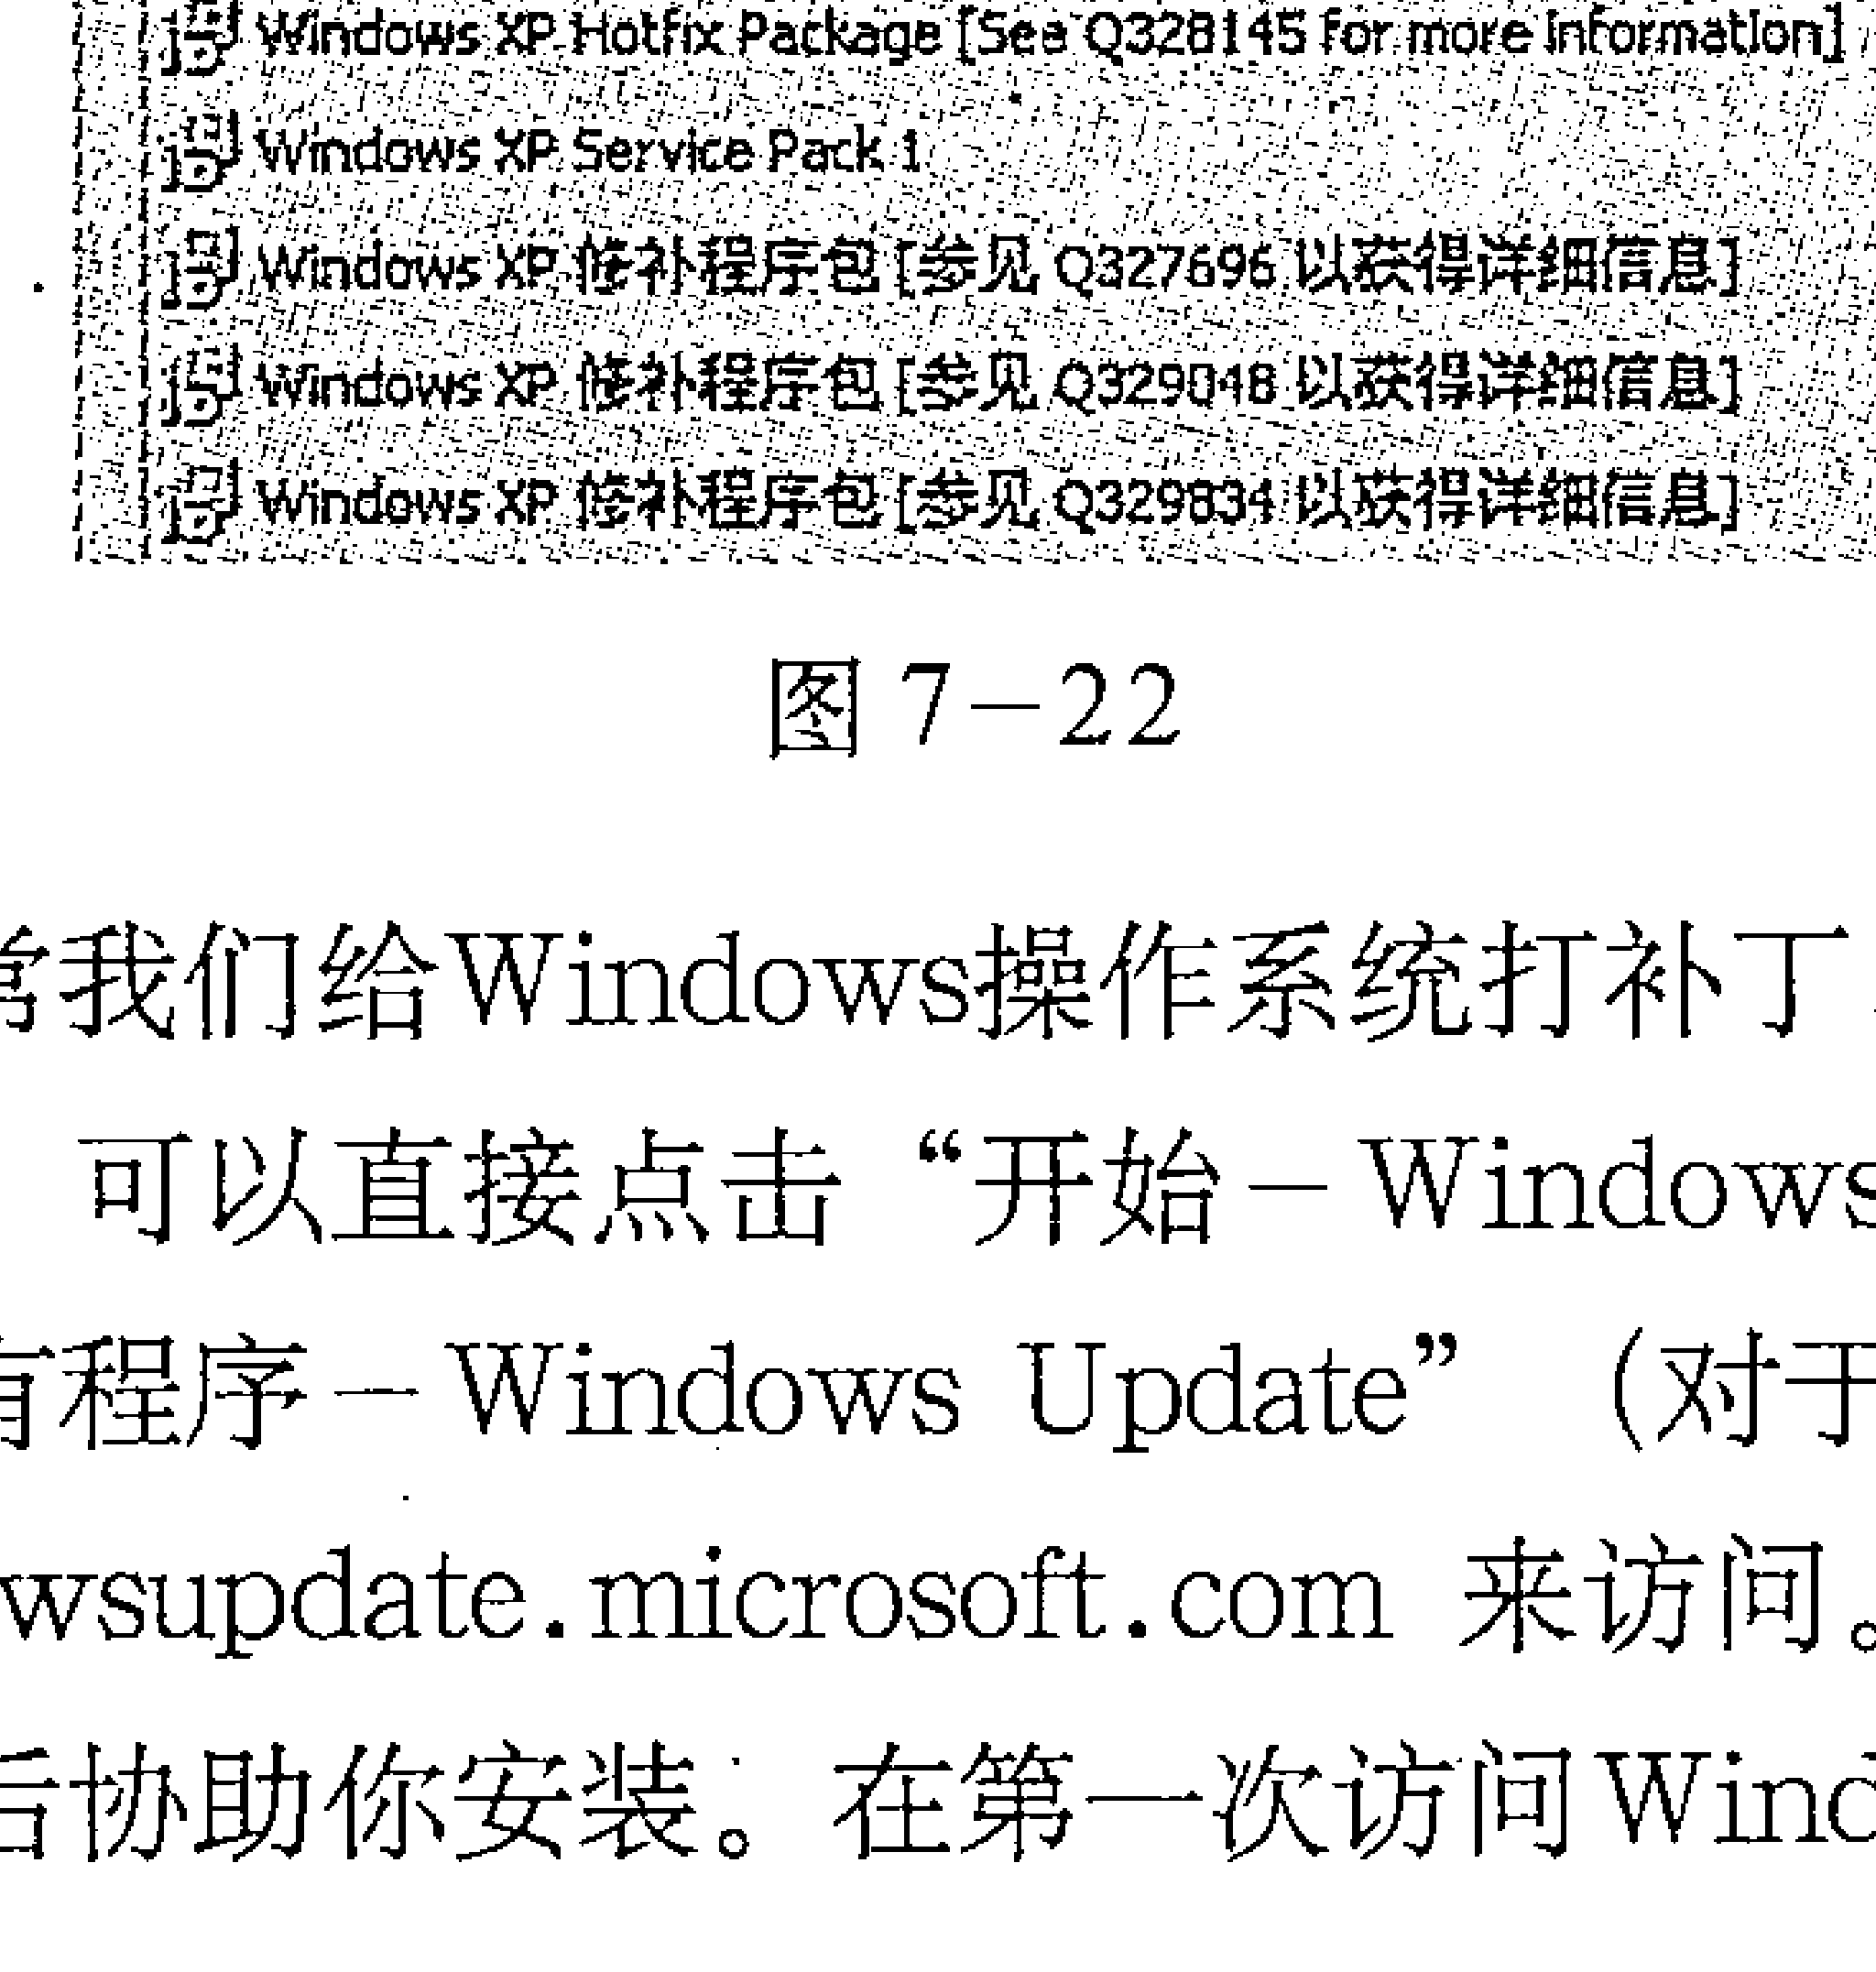 Windows XP Hotfix Package [See Q328145 for more information]
Windows XP Service Pack 1
Windows XP 修补程序包 [参见 Q327696 以获得详细信息]
Windows XP 修补程序包 [参见 Q329048 以获得详细信息]
Windows XP 修补程序包 [参见 Q329834 以获得详细信息]
图 7-22
常我们给Windows操作系统打补丁
可以直接点击“开始-Windows
有程序-Windows Update” (对于
wsupdate.microsoft.com 来访问。
后协助你安装。在第一次访问Wind